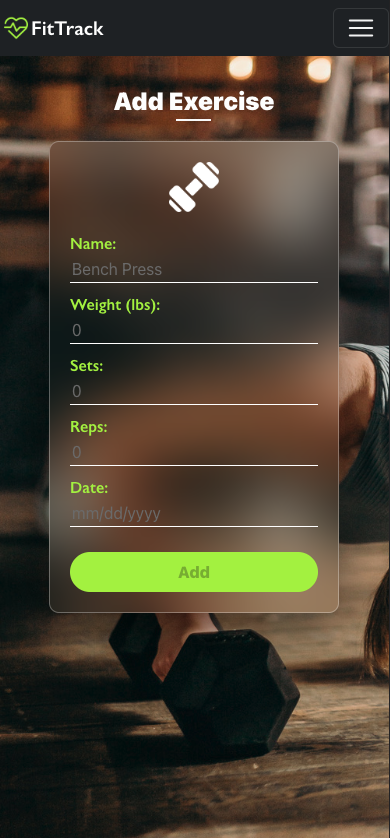 FitTrack
Add Exercise
Name:
Bench Press
Weight (lbs):
0
Sets:
0
Reps:
0
Date:
mm/dd/yyyy
Add